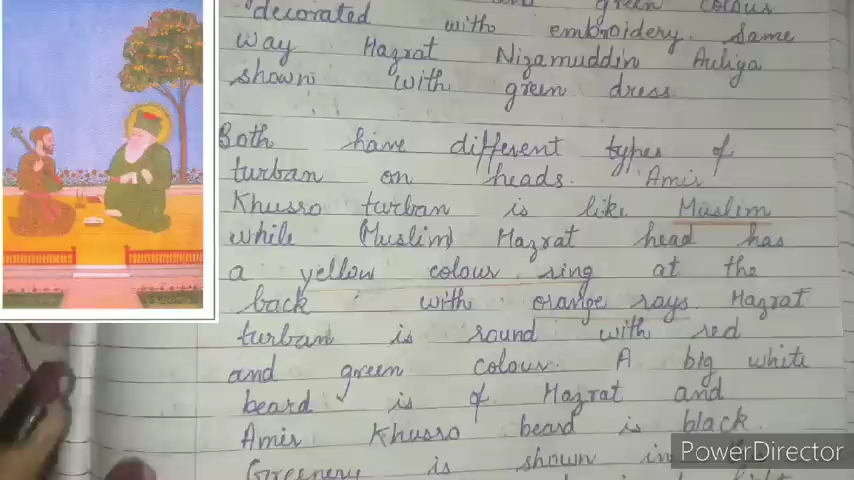 green colour
decorated with embroidery. Same
way Hazrat Nizamuddin Auliya
shown with green dress.
Both have different types of
turban on heads. Amir
Khusro turban is like Muslim
while (Muslim) Hazrat head has
a yellow colour ring at the
back with orange rays. Hazrat
turban is round with red
and green colour. A big white
beard is of Hazrat and
Amir Khusro beard is black.
Greenery is shown in
PowerDirector